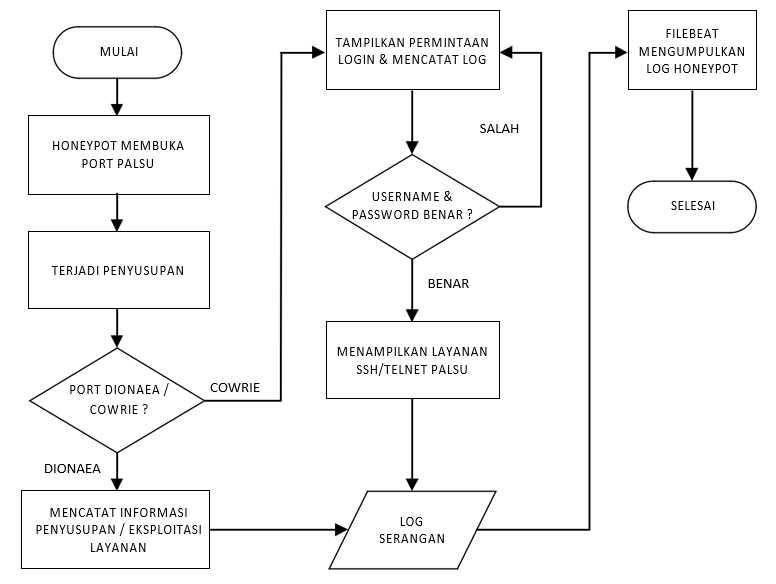 MULAI
HONEYPOT MEMBUKA
PORT PALSU
TERJADI PENYUSUPAN
PORT DIONAEA /
COWRIE ?
COWRIE
DIONAEA
MENCATAT INFORMASI
PENYUSUPAN / EKSPLOITASI
LAYANAN
TAMPILKAN PERMINTAAN
LOGIN & MENCATAT LOG
SALAH
USERNAME &
PASSWORD BENAR ?
BENAR
MENAMPILKAN LAYANAN
SSH/TELNET PALSU
LOG
SERANGAN
FILEBEAT
MENGUMPULKAN
LOG HONEYPOT
SELESAI